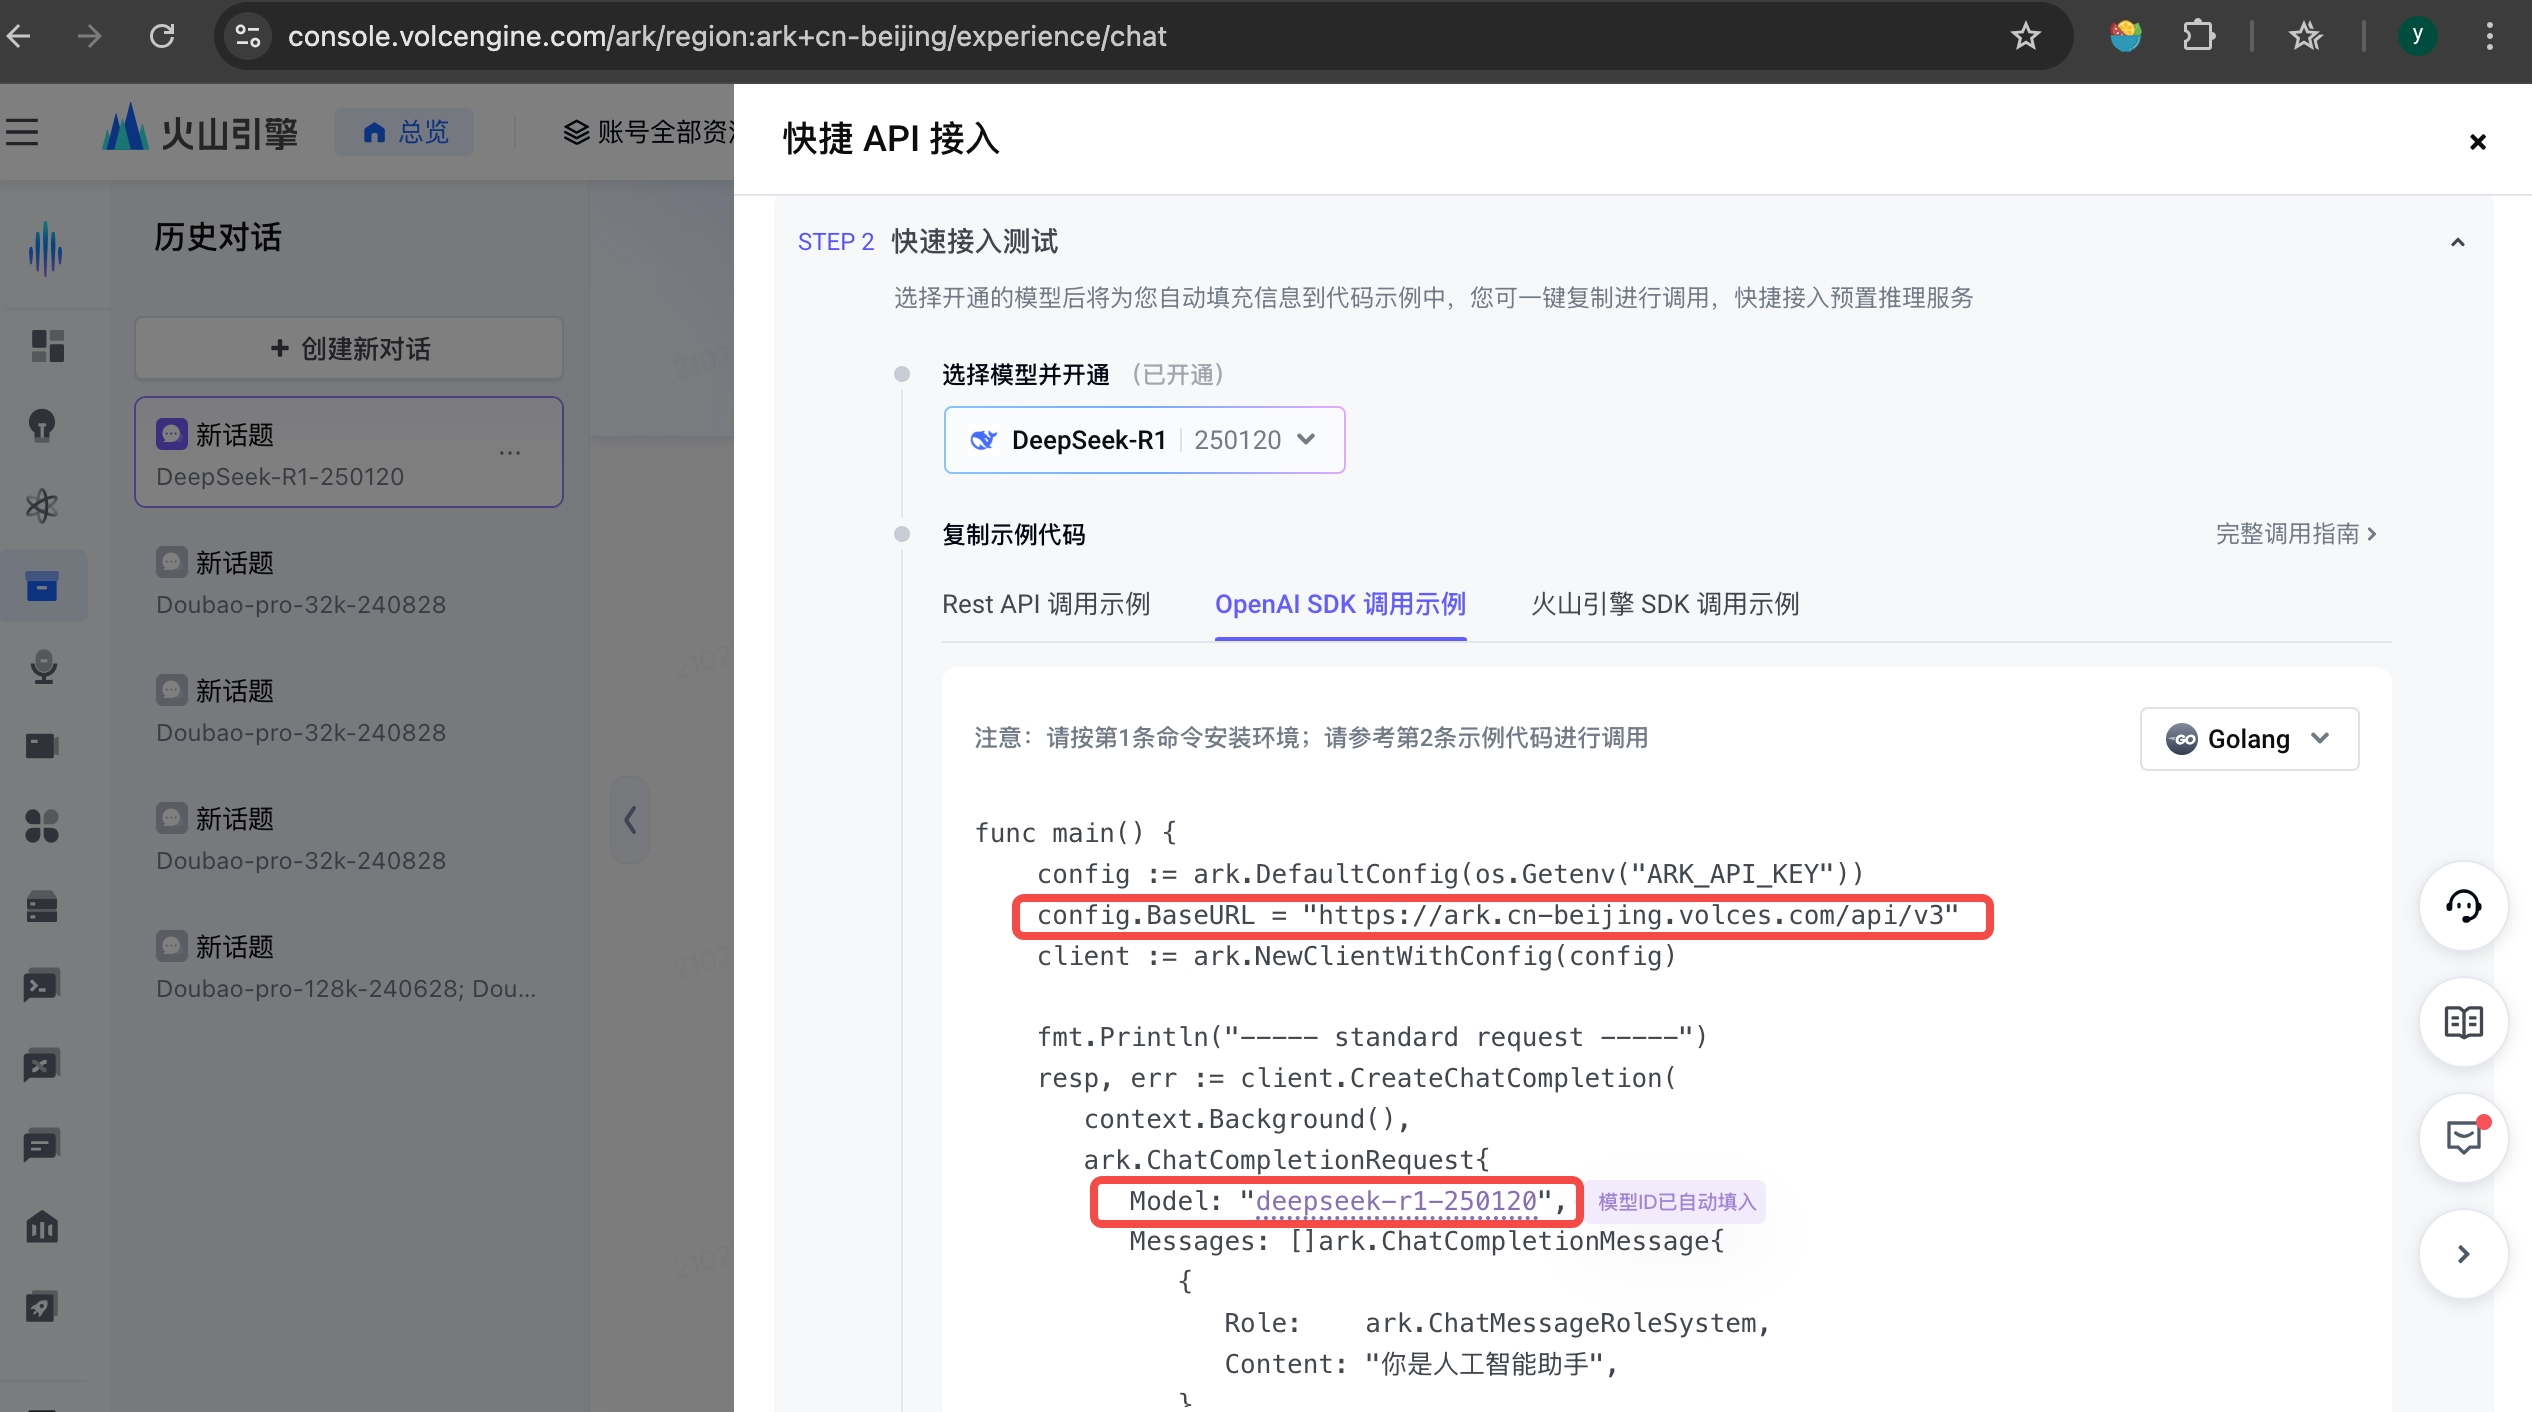 console.volcengine.com/ark/region:ark+cn-beijing/experience/chat
y
火山引擎
总览
账号全部资
历史对话
创建新对话
新话题
DeepSeek-R1-250120
新话题
Doubao-pro-32k-240828
新话题
Doubao-pro-32k-240828
新话题
Doubao-pro-32k-240828
新话题
Doubao-pro-128k-240628; Dou...
快捷 API 接入
STEP 2 快速接入测试
选择开通的模型后将为您自动填充信息到代码示例中，您可一键复制进行调用，快捷接入预置推理服务
选择模型并开通 （已开通）
DeepSeek-R1 250120
复制示例代码
完整调用指南
Rest API 调用示例 OpenAI SDK 调用示例 火山引擎 SDK 调用示例
注意：请按第1条命令安装环境；请参考第2条示例代码进行调用
GO Golang
func main() {
config := ark.DefaultConfig(os.Getenv("ARK_API_KEY"))
config.BaseURL = "https://ark.cn-beijing.volces.com/api/v3"
client := ark.NewClientWithConfig(config)
fmt.Println("----- standard request -----")
resp, err := client.CreateChatCompletion(
context.Background(),
ark.ChatCompletionRequest{
Model: "deepseek-r1-250120", 模型ID已自动填入
Messages: []ark.ChatCompletionMessage{
{
Role: ark.ChatMessageRoleSystem,
Content: "你是人工智能助手",
}